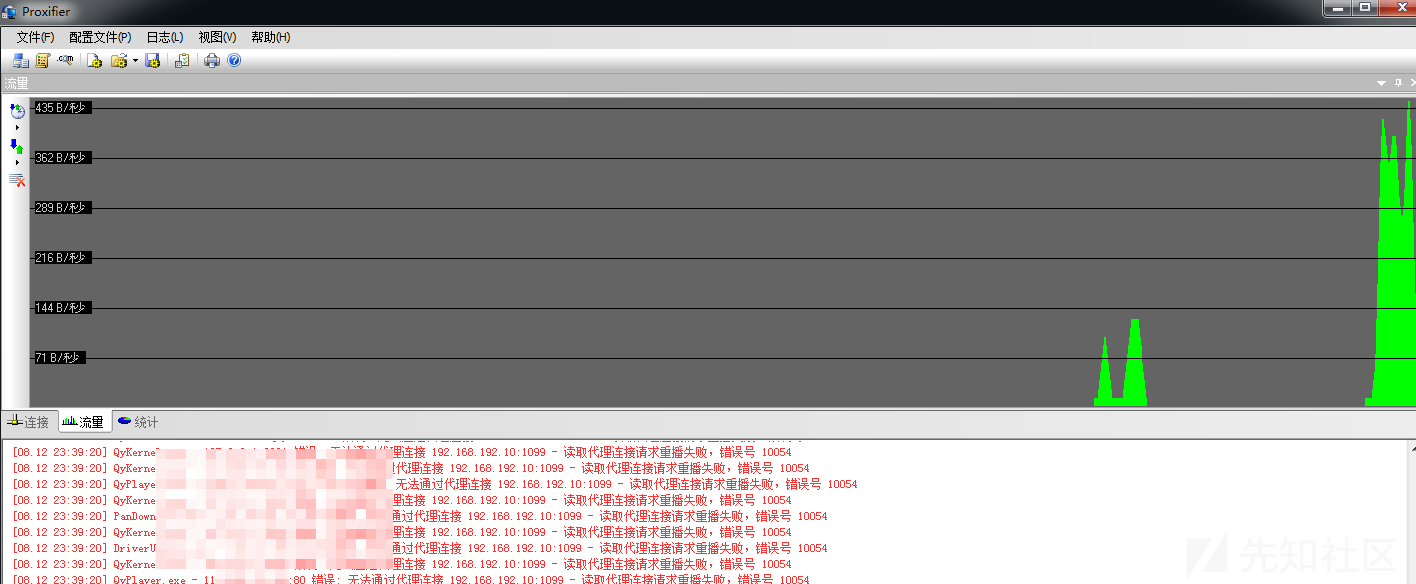 Proxifier
文件(F) 配置文件(P) 日志(L) 视图(V) 帮助(H)
流量
435 B/秒
362 B/秒
289 B/秒
216 B/秒
144 B/秒
71 B/秒
连接 流量 统计
[08.12 23:39:20] QyKerne 理连接 192.168.192.10:1099 - 读取代理连接请求重播失败，错误号 10054
[08.12 23:39:20] QyKerne 过代理连接 192.168.192.10:1099 - 读取代理连接请求重播失败，错误号 10054
[08.12 23:39:20] QyPlaye 无法通过代理连接 192.168.192.10:1099 - 读取代理连接请求重播失败，错误号 10054
[08.12 23:39:20] QyKerne 理连接 192.168.192.10:1099 - 读取代理连接请求重播失败，错误号 10054
[08.12 23:39:20] PanDown 通过代理连接 192.168.192.10:1099 - 读取代理连接请求重播失败，错误号 10054
[08.12 23:39:20] QyKerne 理连接 192.168.192.10:1099 - 读取代理连接请求重播失败，错误号 10054
[08.12 23:39:20] DriverU 通过代理连接 192.168.192.10:1099 - 读取代理连接请求重播失败，错误号 10054
[08.12 23:39:20] QyKerne 理连接 192.168.192.10:1099 - 读取代理连接请求重播失败，错误号 10054
[08.12 23:39:20] QyPlayer.exe - 11 :80 错误: 无法通过代理连接 192.168.192.10:1099 - 读取代理连接请求重播失败，错误号 10054
先知社区